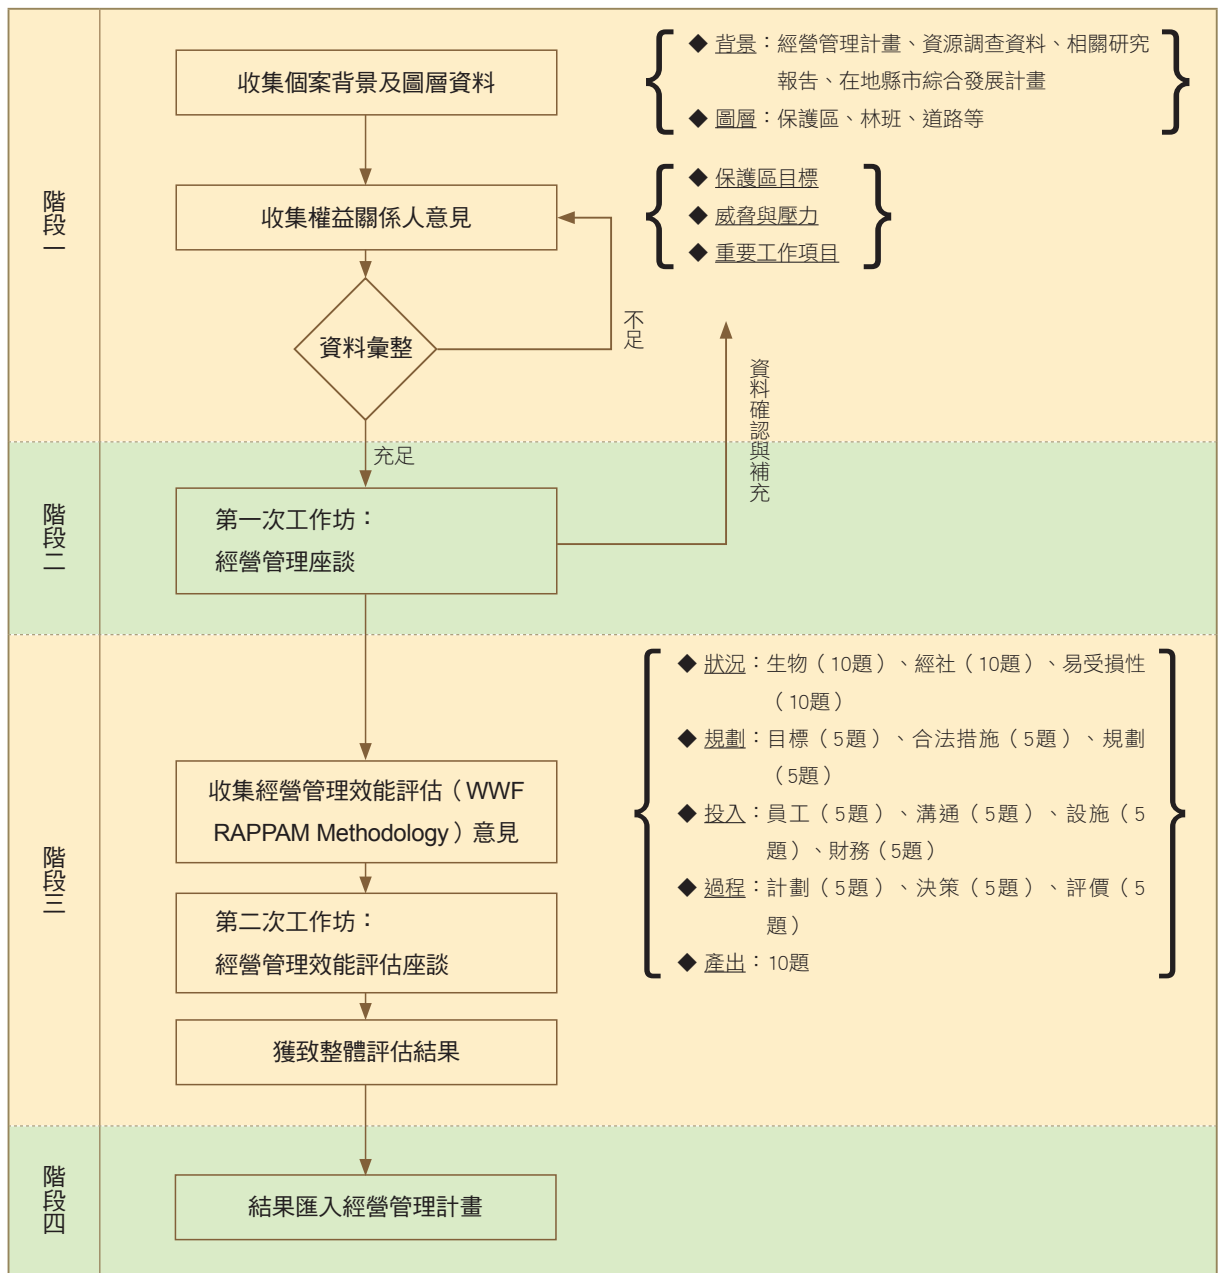 階段一
收集個案背景及圖層資料
◆ 背景：經營管理計畫、資源調查資料、相關研究
報告、在地縣市綜合發展計畫
◆ 圖層：保護區、林班、道路等
收集權益關係人意見
◆ 保護區目標
◆ 威脅與壓力
◆ 重要工作項目
資料彙整
不足
充足
資料確認與補充
階段二
第一次工作坊：
經營管理座談
階段三
收集經營管理效能評估（WWF
RAPPAM Methodology）意見
第二次工作坊：
經營管理效能評估座談
獲致整體評估結果
◆ 狀況：生物（10題）、經社（10題）、易受損性
（10題）
◆ 規劃：目標（5題）、合法措施（5題）、規劃
（5題）
◆ 投入：員工（5題）、溝通（5題）、設施（5
題）、財務（5題）
◆ 過程：計劃（5題）、決策（5題）、評價（5
題）
◆ 產出：10題
階段四
結果匯入經營管理計畫